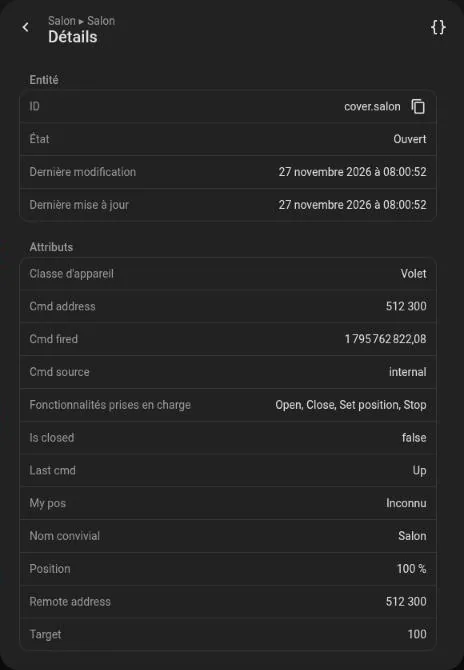 Salon ▸ Salon
Détails
{}
Entité
ID cover.salon
État Ouvert
Dernière modification 27 novembre 2026 à 08:00:52
Dernière mise à jour 27 novembre 2026 à 08:00:52
Attributs
Classe d'appareil Volet
Cmd address 512 300
Cmd fired 1 795 762 822,08
Cmd source internal
Fonctionnalités prises en charge Open, Close, Set position, Stop
Is closed false
Last cmd Up
My pos Inconnu
Nom convivial Salon
Position 100 %
Remote address 512 300
Target 100